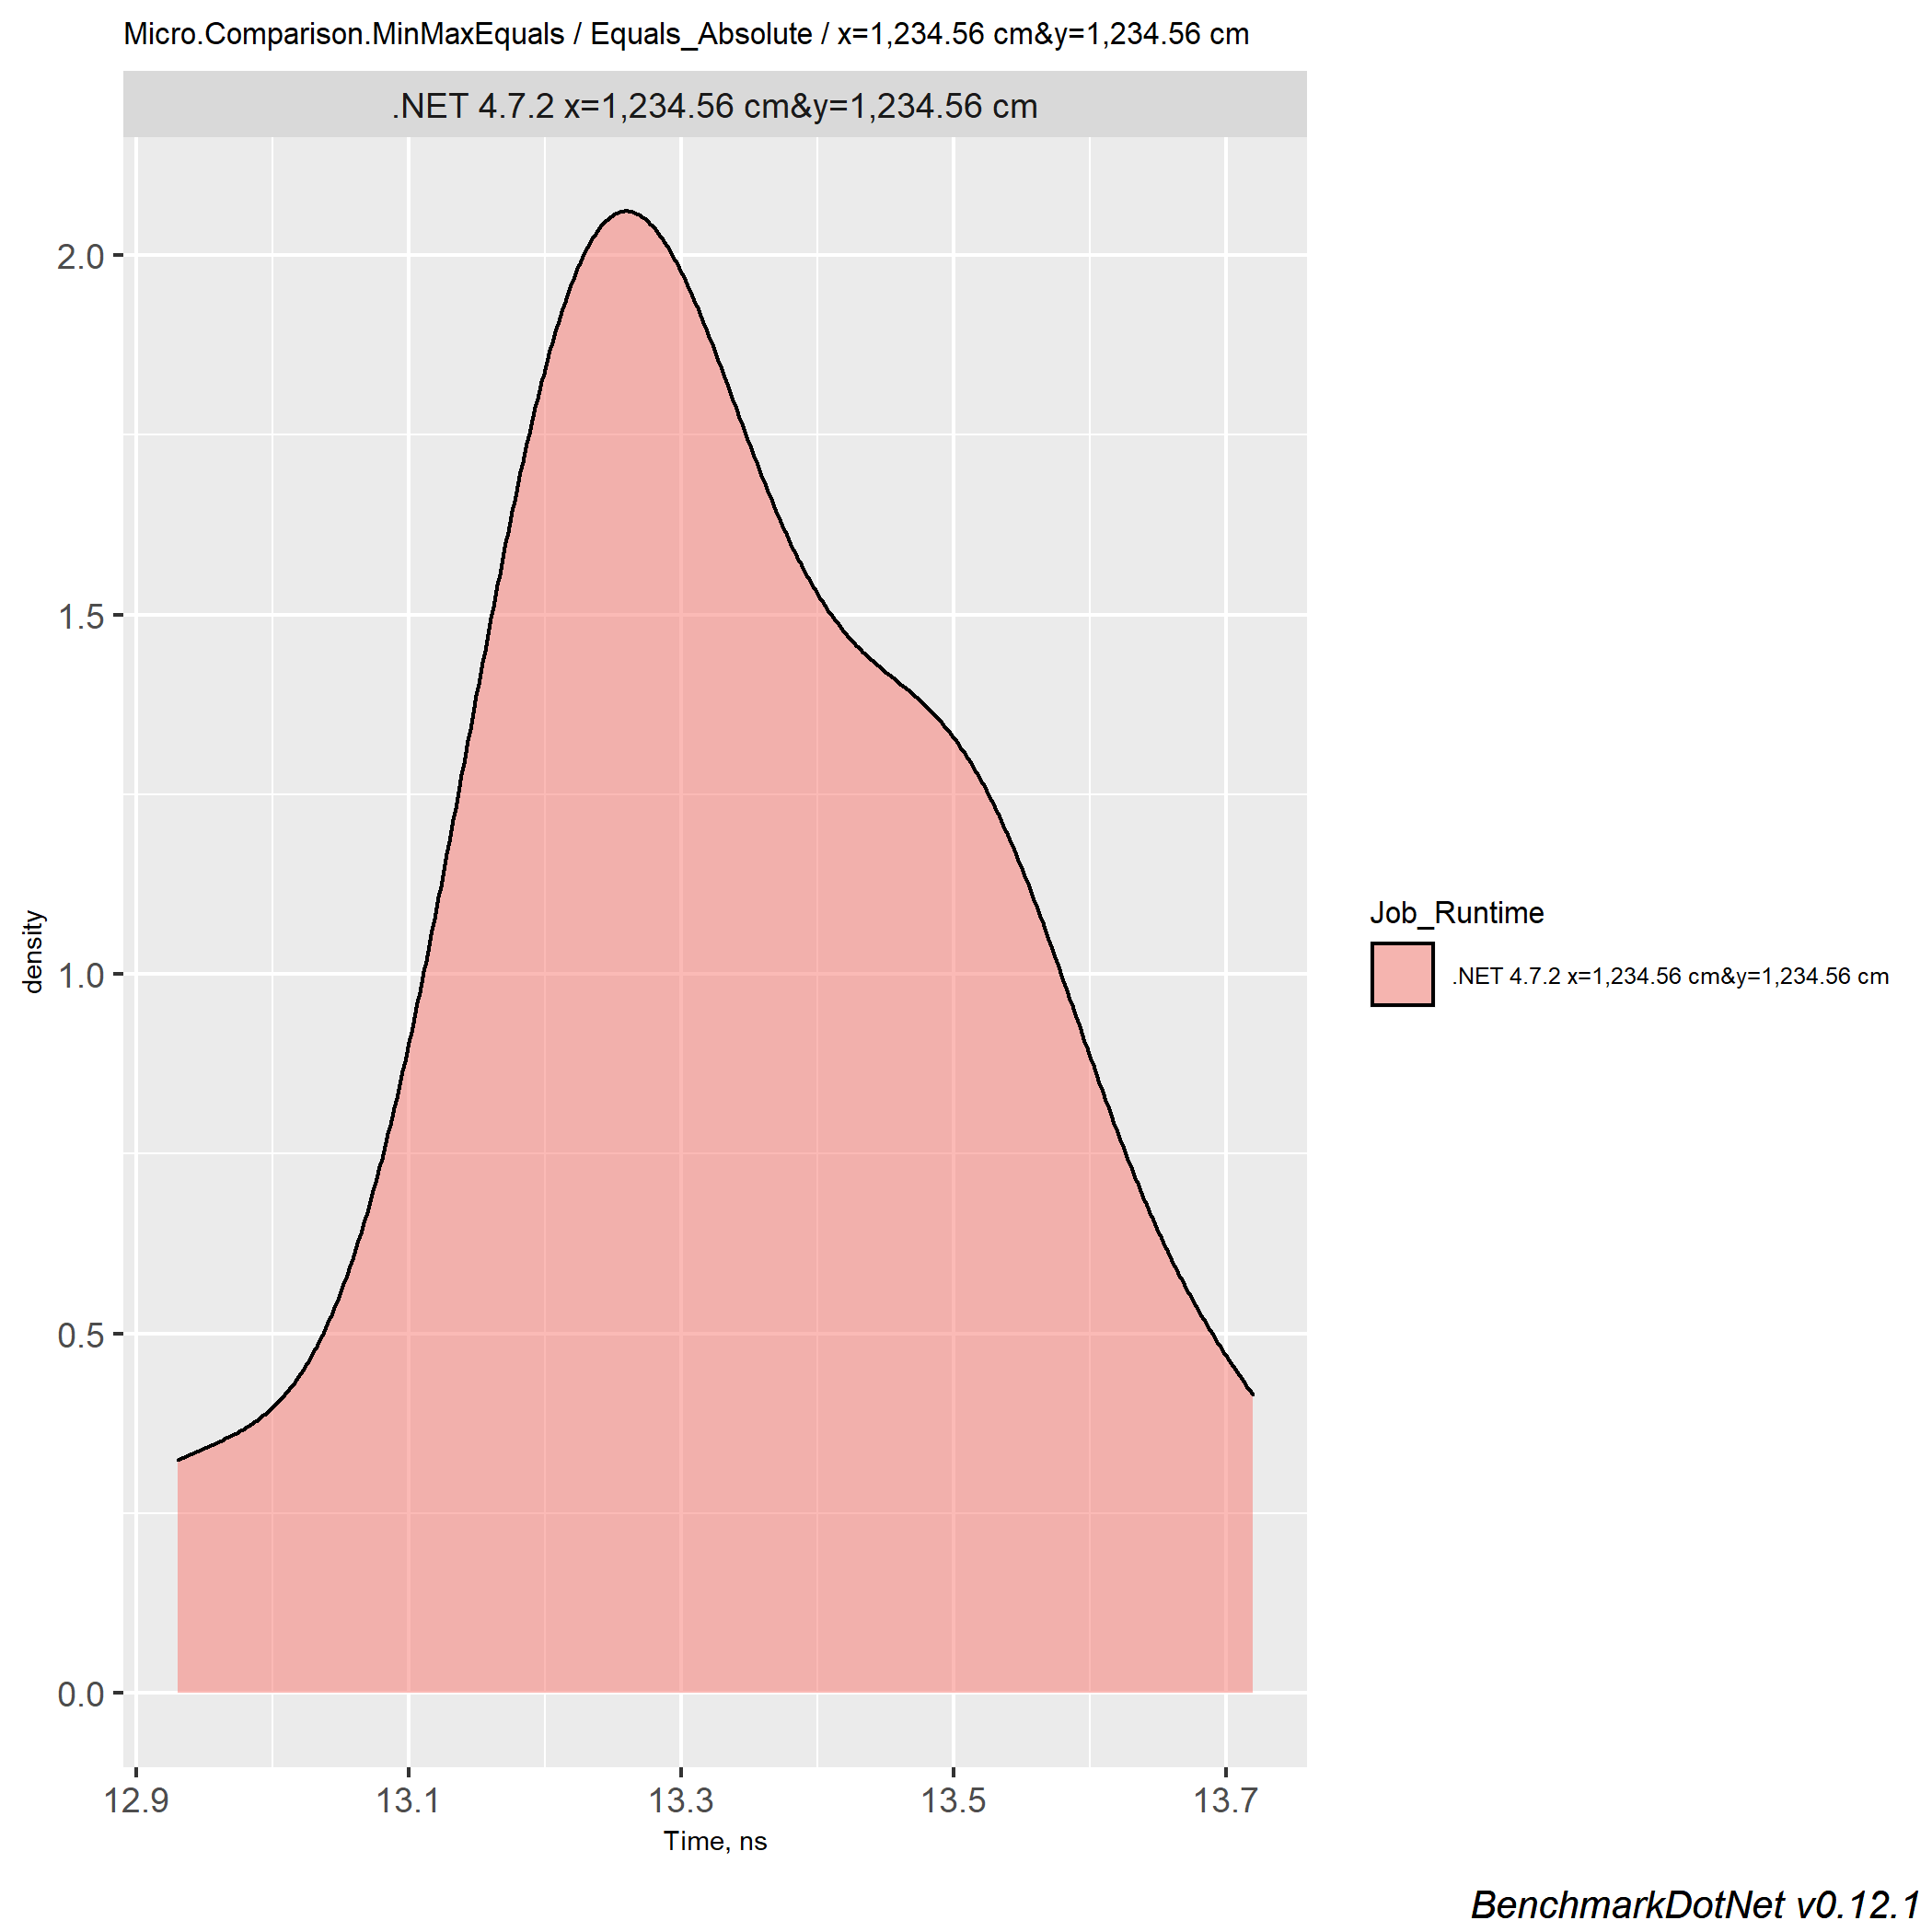 Micro.Comparison.MinMaxEquals / Equals_Absolute / x=1,234.56 cm&y=1,234.56 cm
.NET 4.7.2 x=1,234.56 cm&y=1,234.56 cm
2.0
1.5
1.0
0.5
0.0
density
12.9 13.1 13.3 13.5 13.7
Time, ns
Job_Runtime
.NET 4.7.2 x=1,234.56 cm&y=1,234.56 cm
BenchmarkDotNet v0.12.1